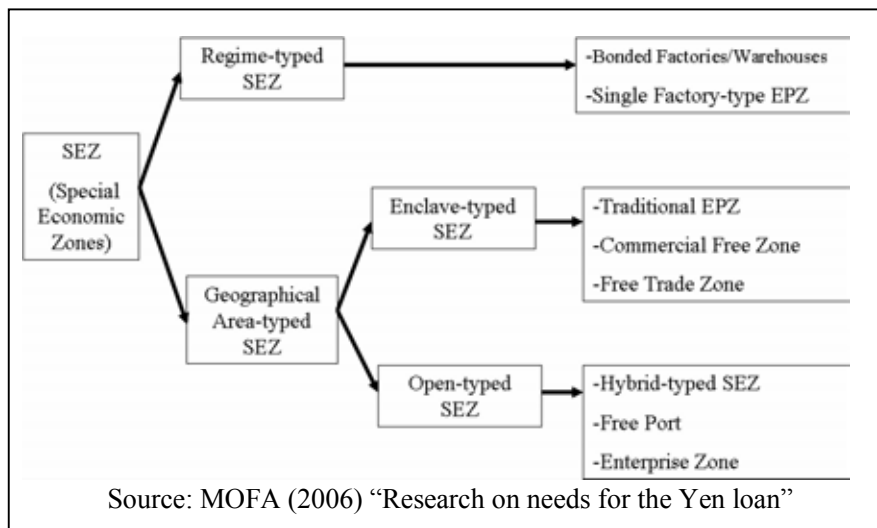 Regime-typed
SEZ
-Bonded Factories/Warehouses
-Single Factory-type EPZ
SEZ
(Special
Economic
Zones)
Enclave-typed
SEZ
-Traditional EPZ
-Commercial Free Zone
-Free Trade Zone
Geographical
Area-typed
SEZ
Open-typed
SEZ
-Hybrid-typed SEZ
-Free Port
-Enterprise Zone
Source: MOFA (2006) “Research on needs for the Yen loan”